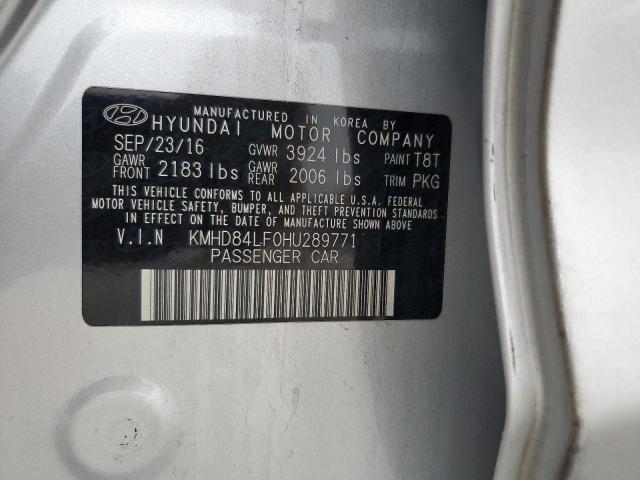 MANUFACTURED IN KOREA BY
HYUNDAI MOTOR COMPANY
SEP/23/16 GVWR 3924 lbs PAINT T8T
GAWR FRONT 2183 lbs GAWR REAR 2006 lbs TRIM PKG
THIS VEHICLE CONFORMS TO ALL APPLICABLE U.S.A. FEDERAL
MOTOR VEHICLE SAFETY, BUMPER, AND THEFT PREVENTION STANDARDS
IN EFFECT ON THE DATE OF MANUFACTURE SHOWN ABOVE.
V.I.N KMHD84LF0HU289771
PASSENGER CAR